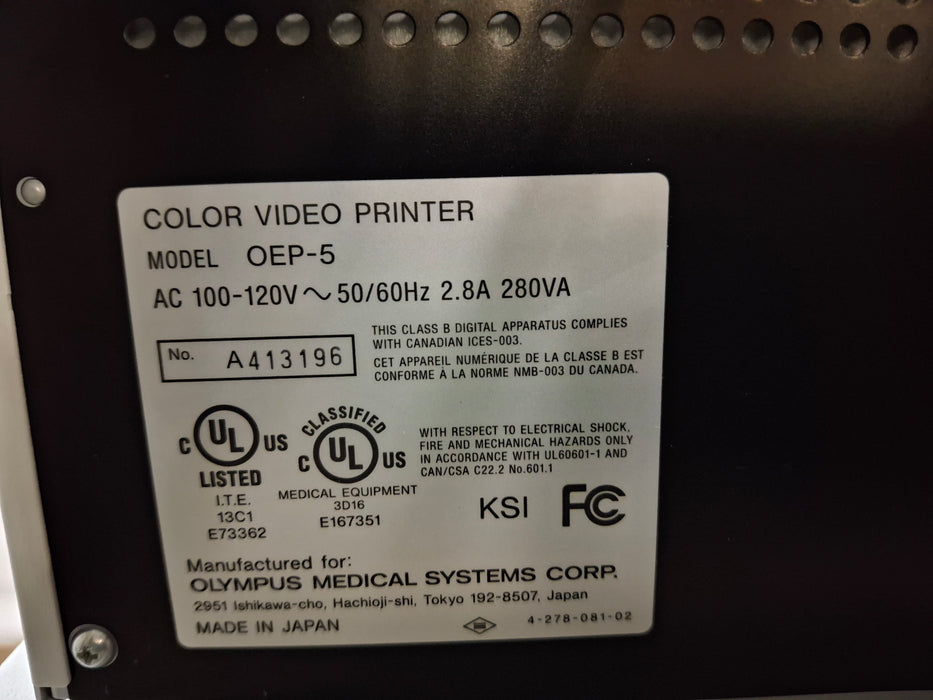 COLOR VIDEO PRINTER
MODEL OEP-5
AC 100-120V ～ 50/60Hz 2.8A 280VA
No. A413196
THIS CLASS B DIGITAL APPARATUS COMPLIES
WITH CANADIAN ICES-003.
CET APPAREIL NUMÉRIQUE DE LA CLASSE B EST
CONFORME À LA NORME NMB-003 DU CANADA.
C UL US
LISTED
I.T.E.
13C1
E73362
CLASSIFIED
C UL US
MEDICAL EQUIPMENT
3D16
E167351
WITH RESPECT TO ELECTRICAL SHOCK,
FIRE AND MECHANICAL HAZARDS ONLY
IN ACCORDANCE WITH UL60601-1 AND
CAN/CSA C22.2 No.601.1
KSI FC
Manufactured for:
OLYMPUS MEDICAL SYSTEMS CORP.
2951 Ishikawa-cho, Hachioji-shi, Tokyo 192-8507, Japan
MADE IN JAPAN
4-278-081-02